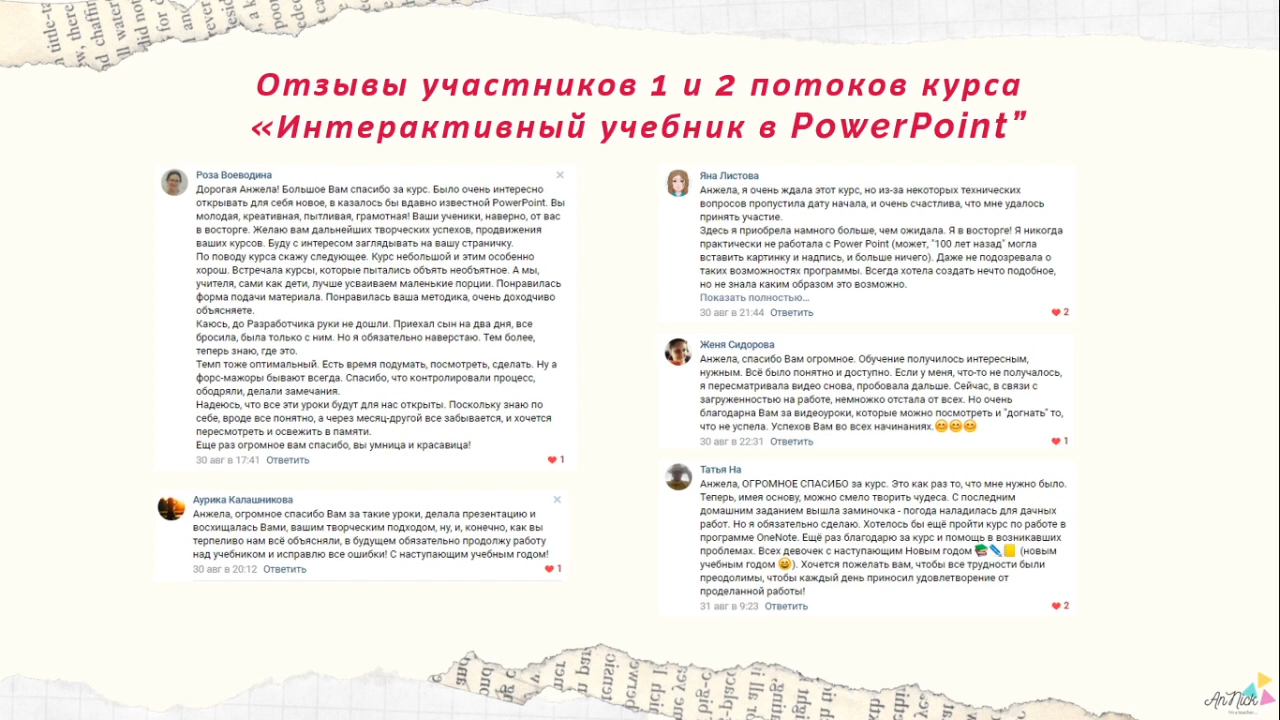 Отзывы участников 1 и 2 потоков курса
«Интерактивный учебник в PowerPoint”
Роза Воеводина
Дорогая Анжела! Большое Вам спасибо за курс. Было очень интересно
открывать для себя новое, в казалось бы вдавно известной PowerPoint. Вы
молодая, креативная, пытливая, грамотная! Ваши ученики, наверно, от вас
в восторге. Желаю вам дальнейших творческих успехов, продвижения
ваших курсов. Буду с интересом заглядывать на вашу страничку.
По поводу курса скажу следующее. Курс небольшой и этим особенно
хорош. Встречала курсы, которые пытались объять необъятное. А мы,
учителя, сами как дети, лучше усваиваем маленькие порции. Понравилась
форма подачи материала. Понравилась ваша методика, очень доходчиво
объясняете.
Каюсь, до Разработчика руки не дошли. Приехал сын на два дня, все
бросила, была только с ним. Но я обязательно наверстаю. Тем более,
теперь знаю, где это.
Темп тоже оптимальный. Есть время подумать, посмотреть, сделать. Ну а
форс-мажоры бывают всегда. Спасибо, что контролировали процесс,
ободряли, делали замечания.
Надеюсь, что все эти уроки будут для нас открыты. Поскольку знаю по
себе, вроде все понятно, а через месяц-другой все забывается, и хочется
пересмотреть и освежить в памяти.
Еще раз огромное вам спасибо, вы умница и красавица!
30 авг в 17:41 Ответить 1
Аурика Калашникова
Анжела, огромное спасибо Вам за такие уроки, делала презентацию и
восхищалась Вами, вашим творческим подходом, ну, и, конечно, как вы
терпеливо нам всё объясняли, в будущем обязательно продолжу работу
над учебником и исправлю все ошибки! С наступающим учебным годом!
30 авг в 20:12 Ответить 1
Яна Листова
Анжела, я очень ждала этот курс, но из-за некоторых технических
вопросов пропустила дату начала, и очень счастлива, что мне удалось
принять участие.
Здесь я приобрела намного больше, чем ожидала. Я в восторге! Я никогда
практически не работала с Power Point (может, "100 лет назад" могла
вставить картинку и надпись, и больше ничего). Даже не подозревала о
таких возможностях программы. Всегда хотела создать нечто подобное,
но не знала каким образом это возможно.
Показать полностью...
30 авг в 21:44 Ответить 2
Женя Сидорова
Анжела, спасибо Вам огромное. Обучение получилось интересным,
нужным. Всё было понятно и доступно. Если у меня, что-то не получалось,
я пересматривала видео снова, пробовала дальше. Сейчас, в связи с
загруженностью на работе, немножко отстала от всех. Но очень
благодарна Вам за видеоуроки, которые можно посмотреть и "догнать" то,
что не успела. Успехов Вам во всех начинаниях.😊😊😊
30 авг в 22:31 Ответить 1
Татья На
Анжела, ОГРОМНОЕ СПАСИБО за курс. Это как раз то, что мне нужно было.
Теперь, имея основу, можно смело творить чудеса. С последним
домашним заданием вышла заминочка - погода наладилась для дачных
работ. Но я обязательно сделаю. Хотелось бы ещё пройти курс по работе в
программе OneNote. Ещё раз благодарю за курс и помощь в возникавших
проблемах. Всех девочек с наступающим Новым годом (новым
учебным годом 😀). Хочется пожелать вам, чтобы все трудности были
преодолимы, чтобы каждый день приносил удовлетворение от
проделанной работы!
31 авг в 9:23 Ответить 2
AnNich